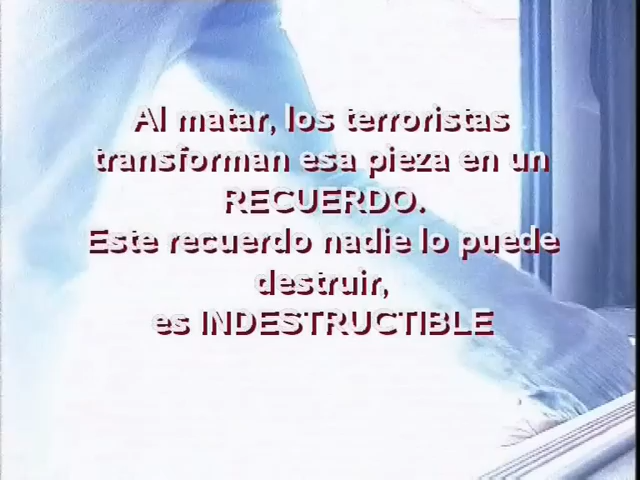 Al matar, los terroristas
transforman esa pieza en un
RECUERDO.
Este recuerdo nadie lo puede
destruir,
es INDESTRUCTIBLE